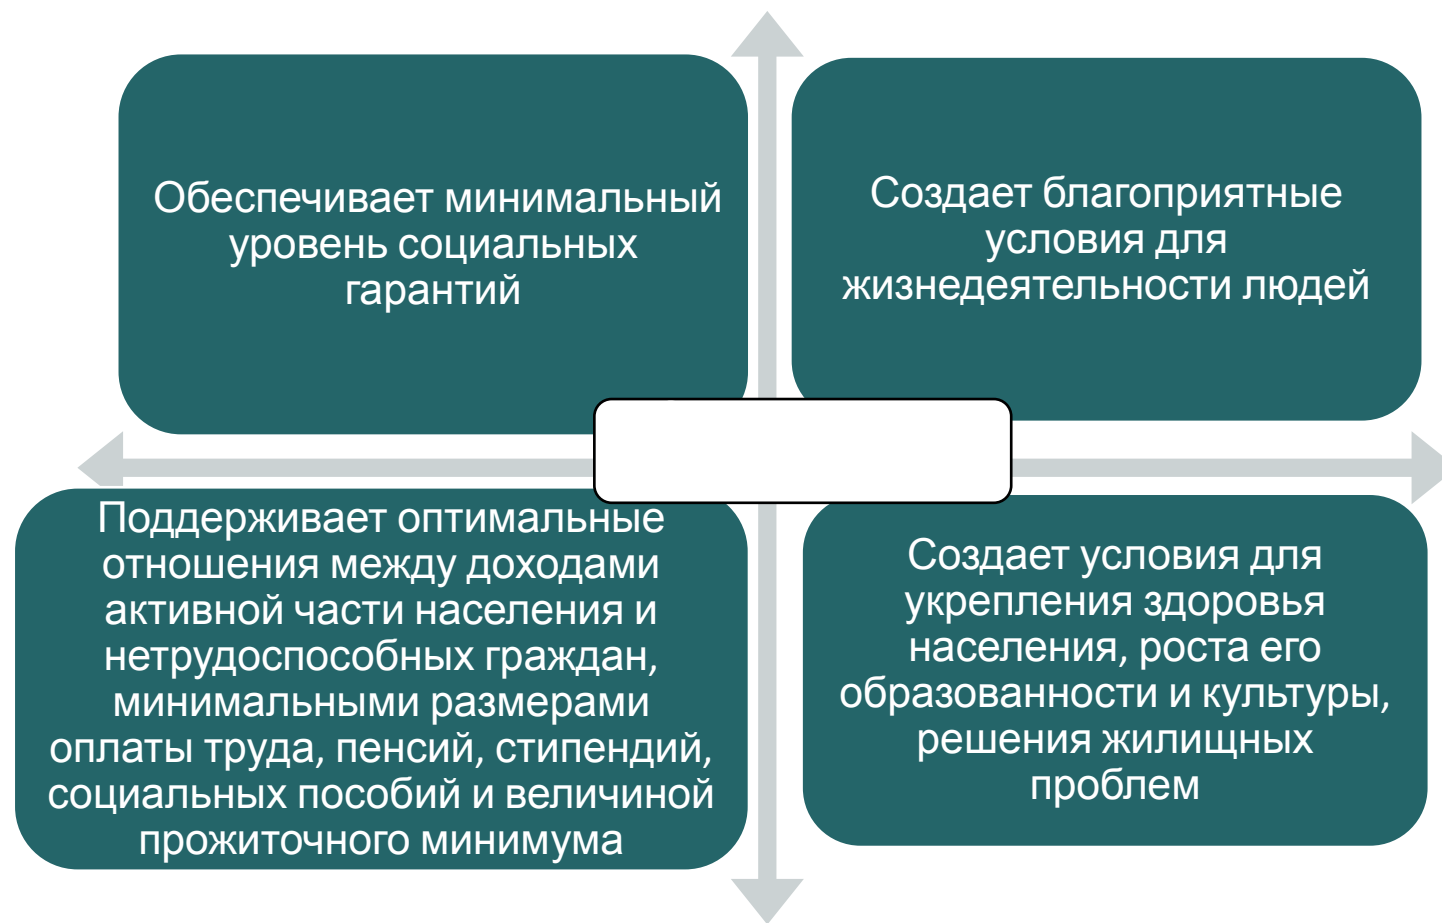 Обеспечивает минимальный
уровень социальных
гарантий
Создает благоприятные
условия для
жизнедеятельности людей
Поддерживает оптимальные
отношения между доходами
активной части населения и
нетрудоспособных граждан,
минимальными размерами
оплаты труда, пенсий, стипендий,
социальных пособий и величиной
прожиточного минимума
Создает условия для
укрепления здоровья
населения, роста его
образованности и культуры,
решения жилищных
проблем